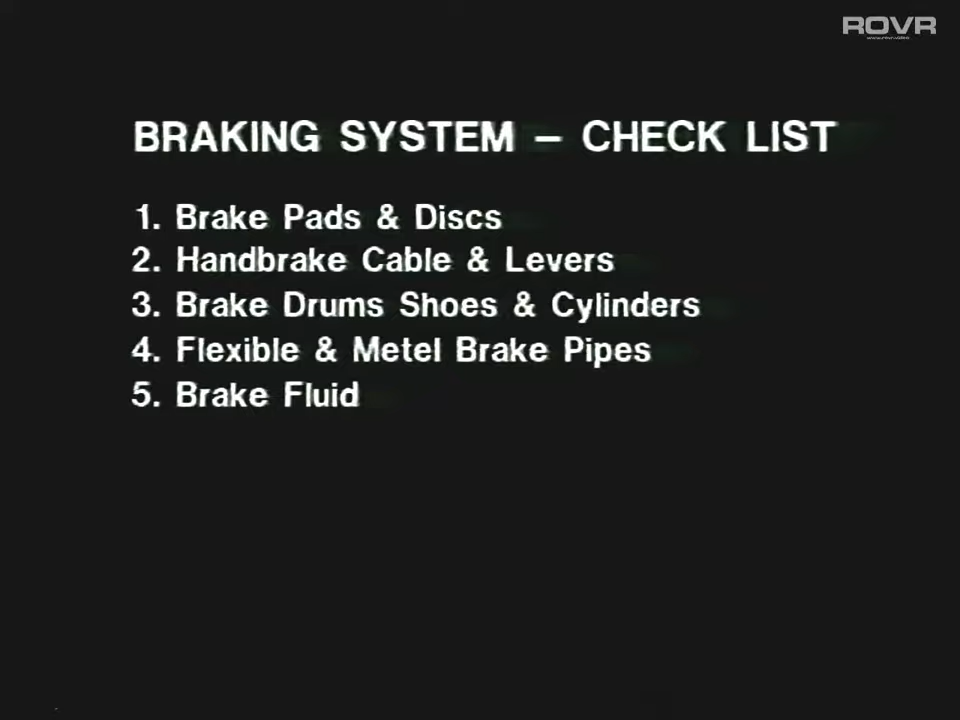 ROVR
BRAKING SYSTEM – CHECK LIST
1. Brake Pads & Discs
2. Handbrake Cable & Levers
3. Brake Drums Shoes & Cylinders
4. Flexible & Metel Brake Pipes
5. Brake Fluid